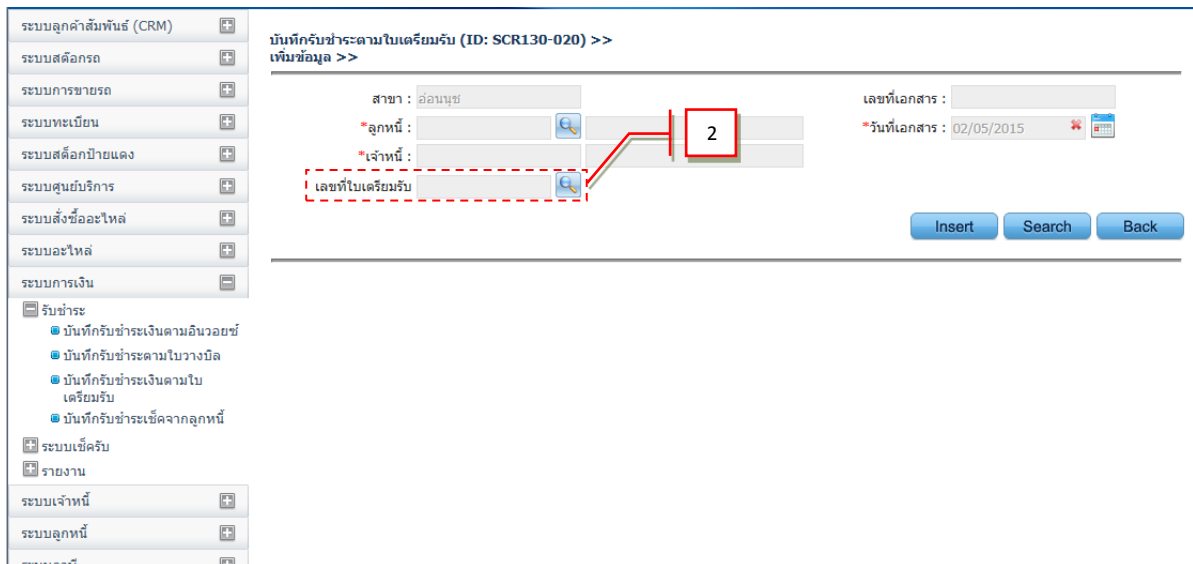 ระบบลูกค้าสัมพันธ์ (CRM)
ระบบสต๊อกรถ
ระบบการขายรถ
ระบบทะเบียน
ระบบสต็อกป้ายแดง
ระบบศูนย์บริการ
ระบบสั่งซื้ออะไหล่
ระบบอะไหล่
ระบบการเงิน
รับชำระ
บันทึกรับชำระเงินตามอินวอยซ์
บันทึกรับชำระตามใบวางบิล
บันทึกรับชำระเงินตามใบ
เตรียมรับ
บันทึกรับชำระเช็คจากลูกหนี้
ระบบเช็ครับ
รายงาน
ระบบเจ้าหนี้
ระบบลูกหนี้
บันทึกรับชำระตามใบเตรียมรับ (ID: SCR130-020) >>
เพิ่มข้อมูล >>
สาขา : อ่อนนุช
เลขที่เอกสาร :
*ลูกหนี้ :
*วันที่เอกสาร : 02/05/2015
2
*เจ้าหนี้ :
เลขที่ใบเตรียมรับ
Insert Search Back